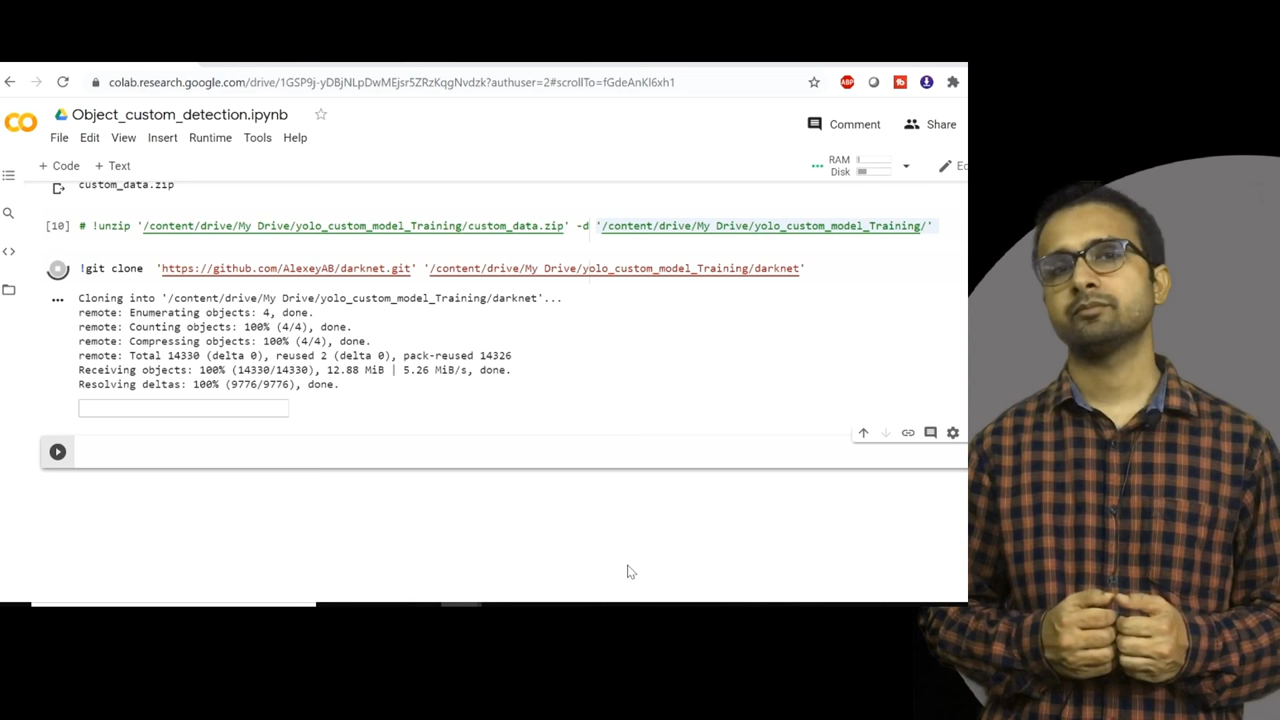 colab.research.google.com/drive/1GSP9j-yDBjNLpDwMEjsr5ZRzKqgNvdzk?authuser=2#scrollTo=fGdeAnKl6xh1
ABP
Object_custom_detection.ipynb
Comment
Share
File Edit View Insert Runtime Tools Help
+ Code + Text
RAM
Disk
custom_data.zip
[10] # !unzip '/content/drive/My Drive/yolo_custom_model_Training/custom_data.zip' -d '/content/drive/My Drive/yolo_custom_model_Training/'
!git clone 'https://github.com/AlexeyAB/darknet.git' '/content/drive/My Drive/yolo_custom_model_Training/darknet'
Cloning into '/content/drive/My Drive/yolo_custom_model_Training/darknet'...
remote: Enumerating objects: 4, done.
remote: Counting objects: 100% (4/4), done.
remote: Compressing objects: 100% (4/4), done.
remote: Total 14330 (delta 0), reused 2 (delta 0), pack-reused 14326
Receiving objects: 100% (14330/14330), 12.88 MiB | 5.26 MiB/s, done.
Resolving deltas: 100% (9776/9776), done.